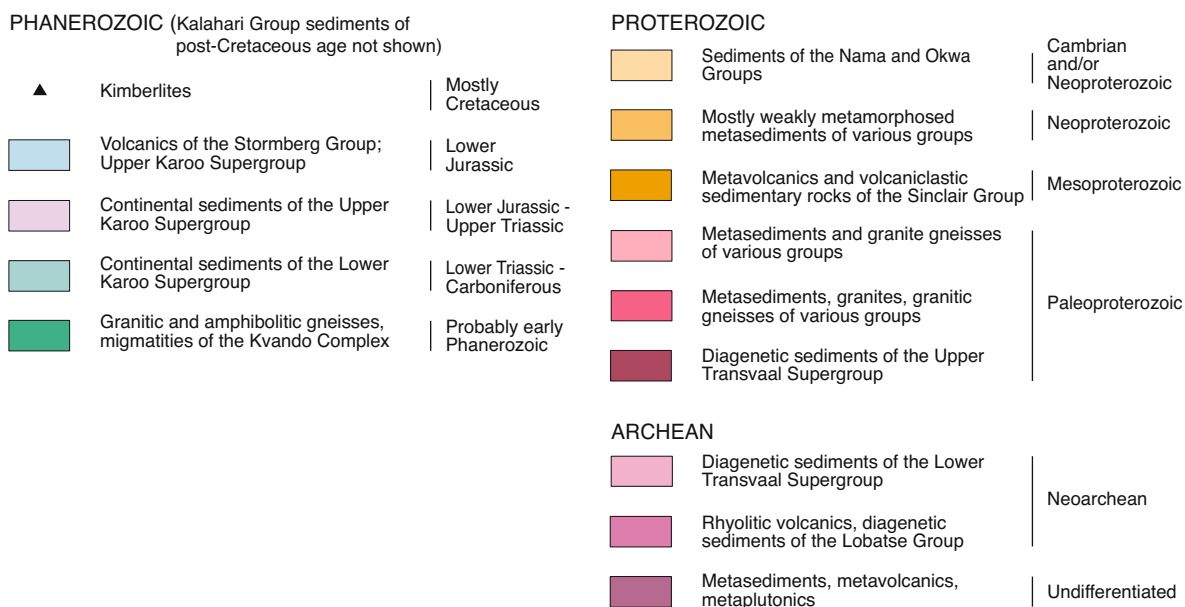 PHANEROZOIC (Kalahari Group sediments of
post-Cretaceous age not shown)
Kimberlites
Mostly
Cretaceous
Volcanics of the Stormberg Group;
Upper Karoo Supergroup
Lower
Jurassic
Continental sediments of the Upper
Karoo Supergroup
Lower Jurassic -
Upper Triassic
Continental sediments of the Lower
Karoo Supergroup
Lower Triassic -
Carboniferous
Granitic and amphibolitic gneisses,
migmatities of the Kvando Complex
Probably early
Phanerozoic
PROTEROZOIC
Sediments of the Nama and Okwa
Groups
Cambrian
and/or
Neoproterozoic
Mostly weakly metamorphosed
metasediments of various groups
Neoproterozoic
Metavolcanics and volcaniclastic
sedimentary rocks of the Sinclair Group
Mesoproterozoic
Metasediments and granite gneisses
of various groups
Metasediments, granites, granitic
gneisses of various groups
Paleoproterozoic
Diagenetic sediments of the Upper
Transvaal Supergroup
ARCHEAN
Diagenetic sediments of the Lower
Transvaal Supergroup
Neoarchean
Rhyolitic volcanics, diagenetic
sediments of the Lobatse Group
Metasediments, metavolcanics,
metaplutonics
Undifferentiated